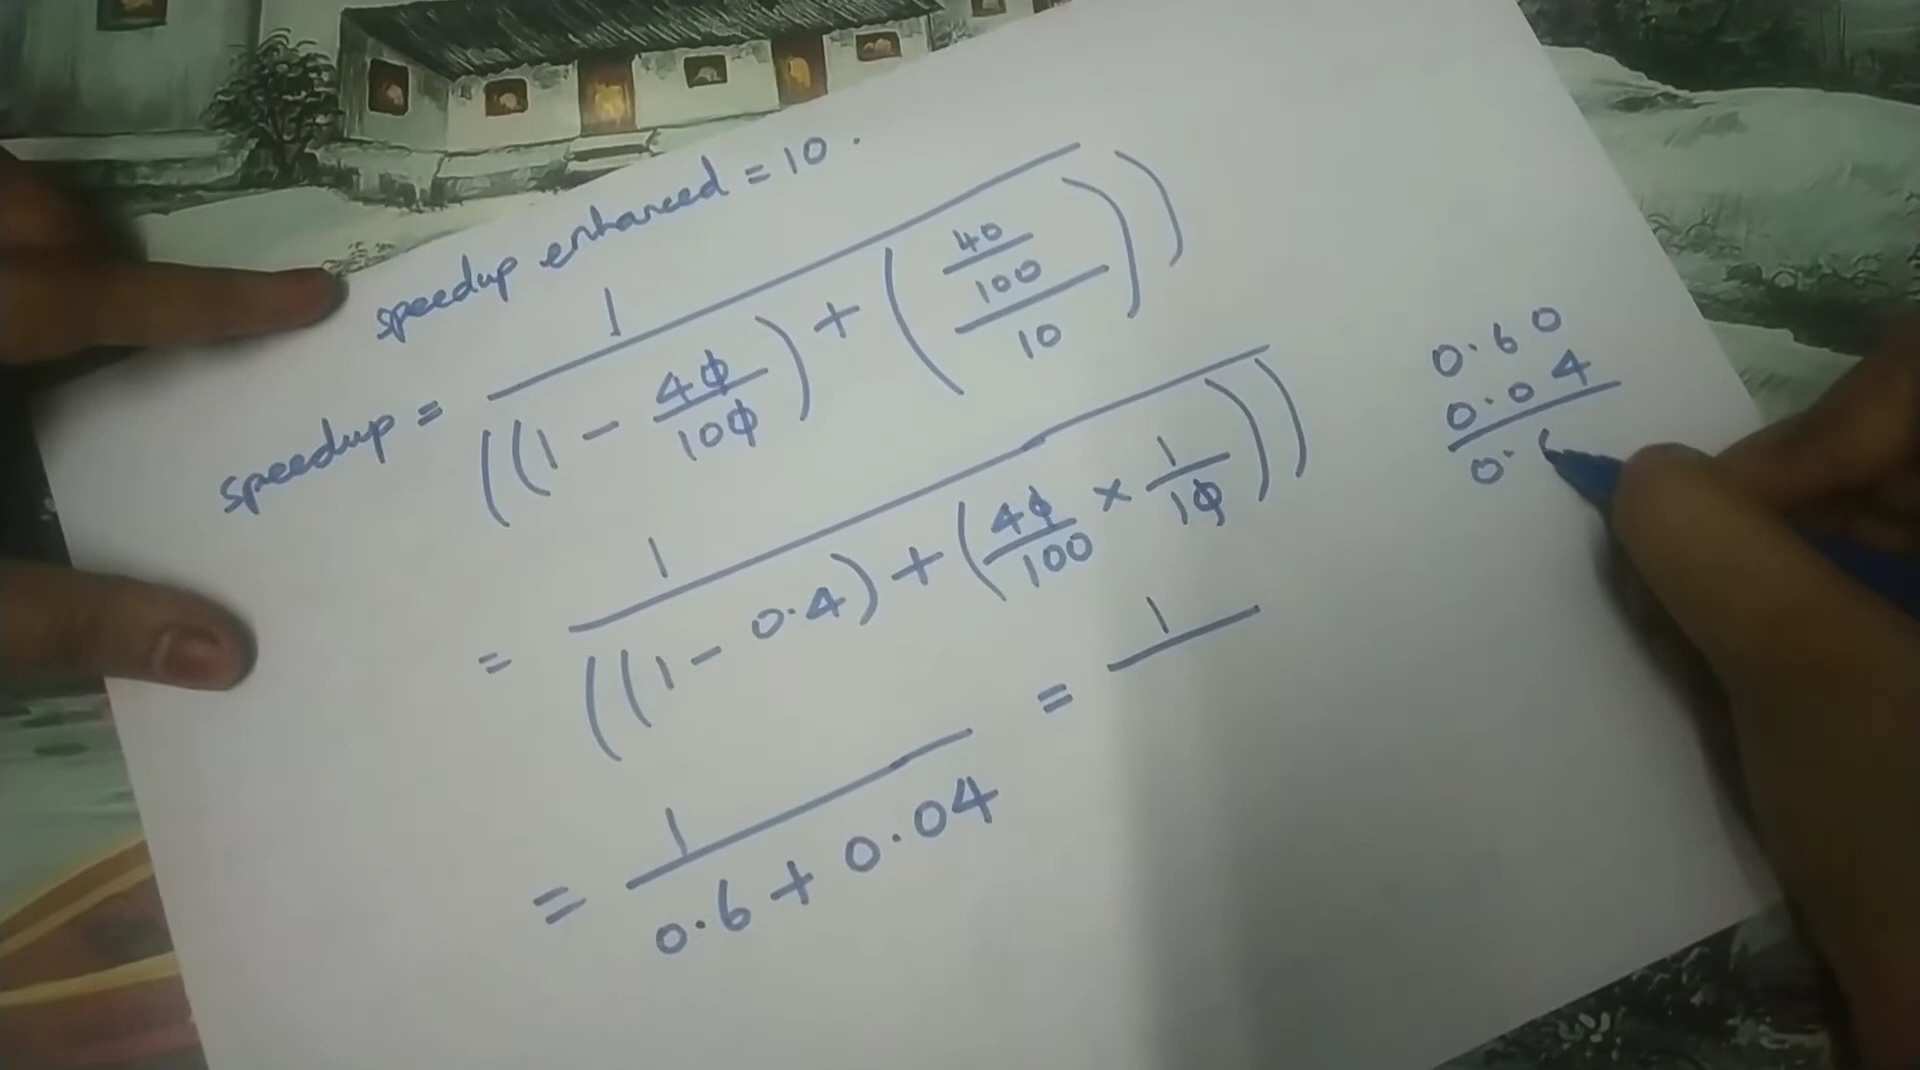 speedup enhanced = 10.
speedup = 1 / ((1 - 40/100) + ((40/100)/10))
= 1 / ((1 - 0.4) + (40/100 × 1/10))
= 1 / (0.6 + 0.04) = 1
0.60
0.04
0.6